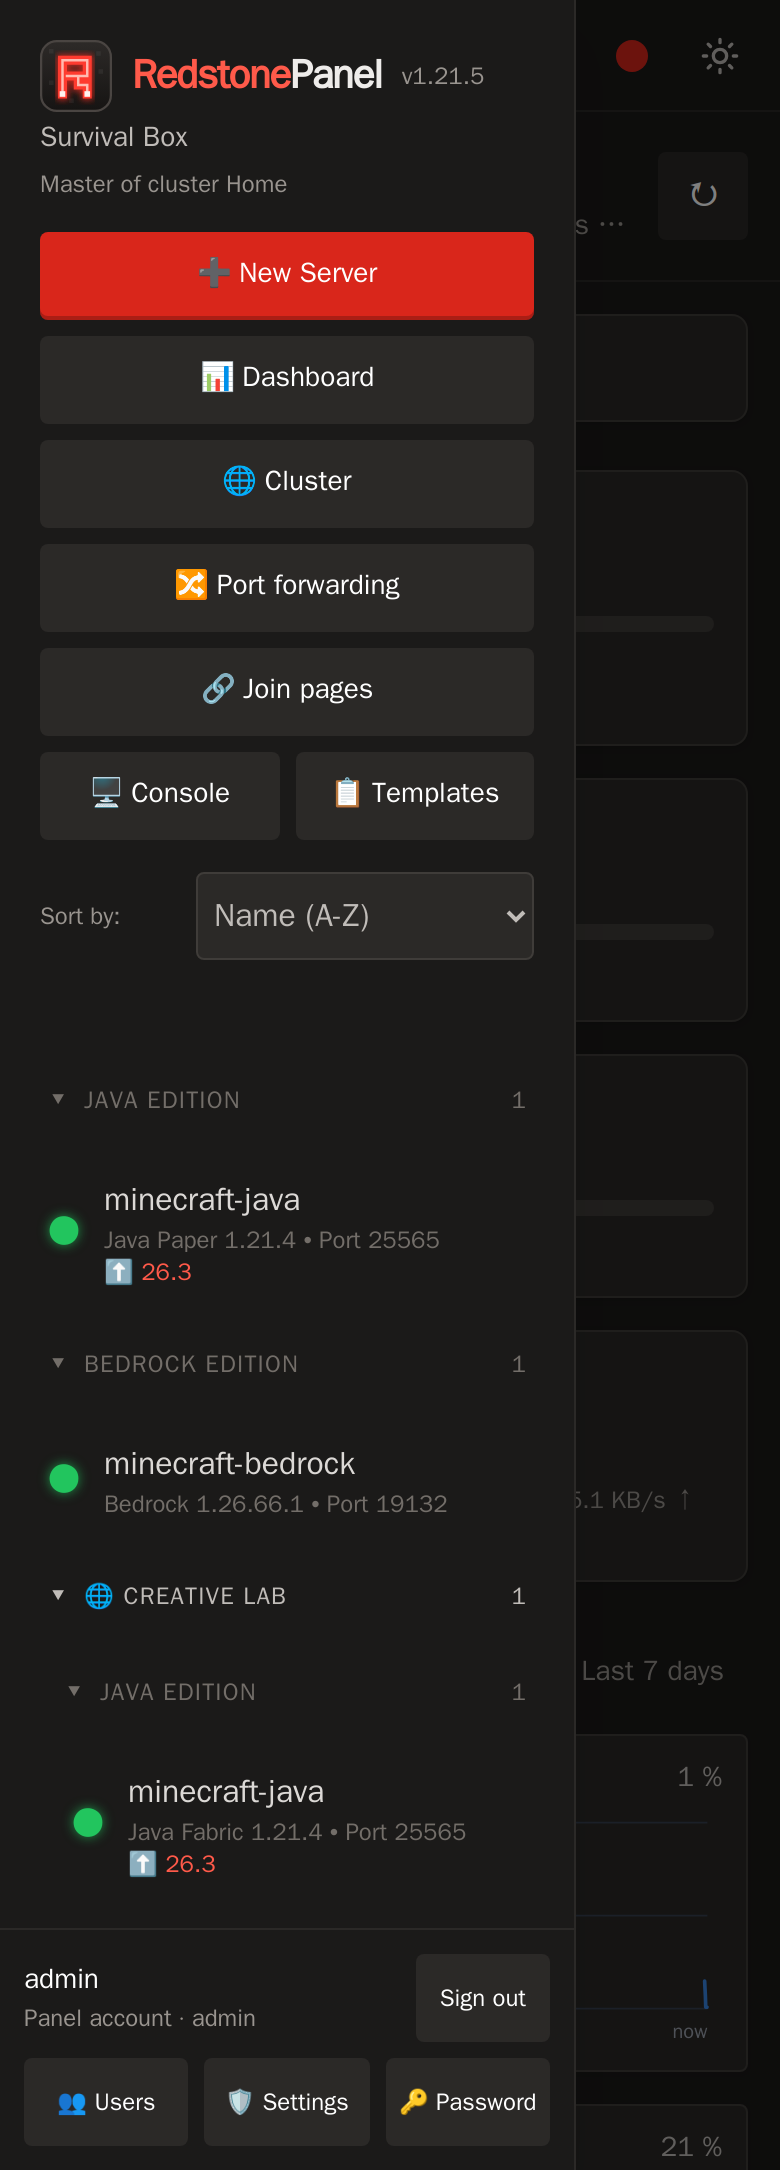 RedstonePanel v1.21.5
Survival Box
Master of cluster Home
s ...
➕ New Server
📊 Dashboard
🌐 Cluster
🔀 Port forwarding
🔗 Join pages
🖥️ Console
📋 Templates
Sort by:
Name (A-Z)
JAVA EDITION 1
minecraft-java
Java Paper 1.21.4 • Port 25565
⬆️ 26.3
BEDROCK EDITION 1
minecraft-bedrock
Bedrock 1.26.66.1 • Port 19132
5.1 KB/s ↑
🌐 CREATIVE LAB 1
Last 7 days
JAVA EDITION 1
1 %
minecraft-java
Java Fabric 1.21.4 • Port 25565
⬆️ 26.3
now
admin
Panel account · admin
Sign out
👥 Users
🛡️ Settings
🔑 Password
21 %